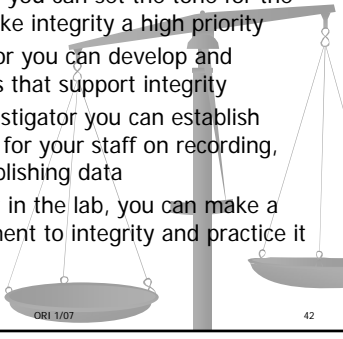 you can set the tone for the
ke integrity a high priority
or you can develop and
s that support integrity
stigator you can establish
for your staff on recording,
olishing data
in the lab, you can make a
ment to integrity and practice it
ORI 1/07 42